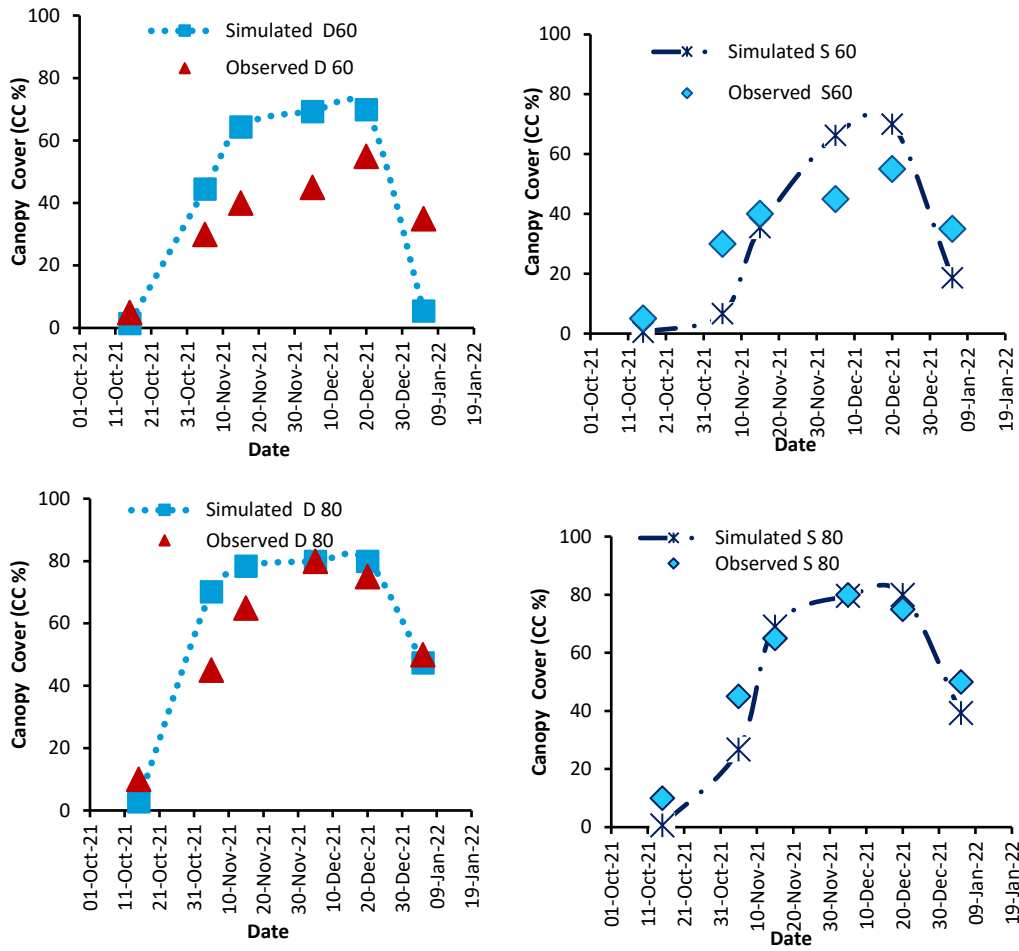 Simulated D60
Observed D 60
Canopy Cover (CC %)
100
80
60
40
20
0
01-Oct-21
11-Oct-21
21-Oct-21
31-Oct-21
10-Nov-21
20-Nov-21
30-Nov-21
10-Dec-21
20-Dec-21
30-Dec-21
09-Jan-22
19-Jan-22
Date
Simulated S 60
Observed S60
Canopy Cover (CC %)
100
80
60
40
20
0
01-Oct-21
11-Oct-21
21-Oct-21
31-Oct-21
10-Nov-21
20-Nov-21
30-Nov-21
10-Dec-21
20-Dec-21
30-Dec-21
09-Jan-22
19-Jan-22
Date
Simulated D 80
Observed D 80
Canopy Cover (CC %)
100
80
60
40
20
0
01-Oct-21
11-Oct-21
21-Oct-21
31-Oct-21
10-Nov-21
20-Nov-21
30-Nov-21
10-Dec-21
20-Dec-21
30-Dec-21
09-Jan-22
19-Jan-22
Date
Simulated S 80
Observed S 80
Canopy Cover (CC %)
100
80
60
40
20
0
01-Oct-21
11-Oct-21
21-Oct-21
31-Oct-21
10-Nov-21
20-Nov-21
30-Nov-21
10-Dec-21
20-Dec-21
30-Dec-21
09-Jan-22
19-Jan-22
Date